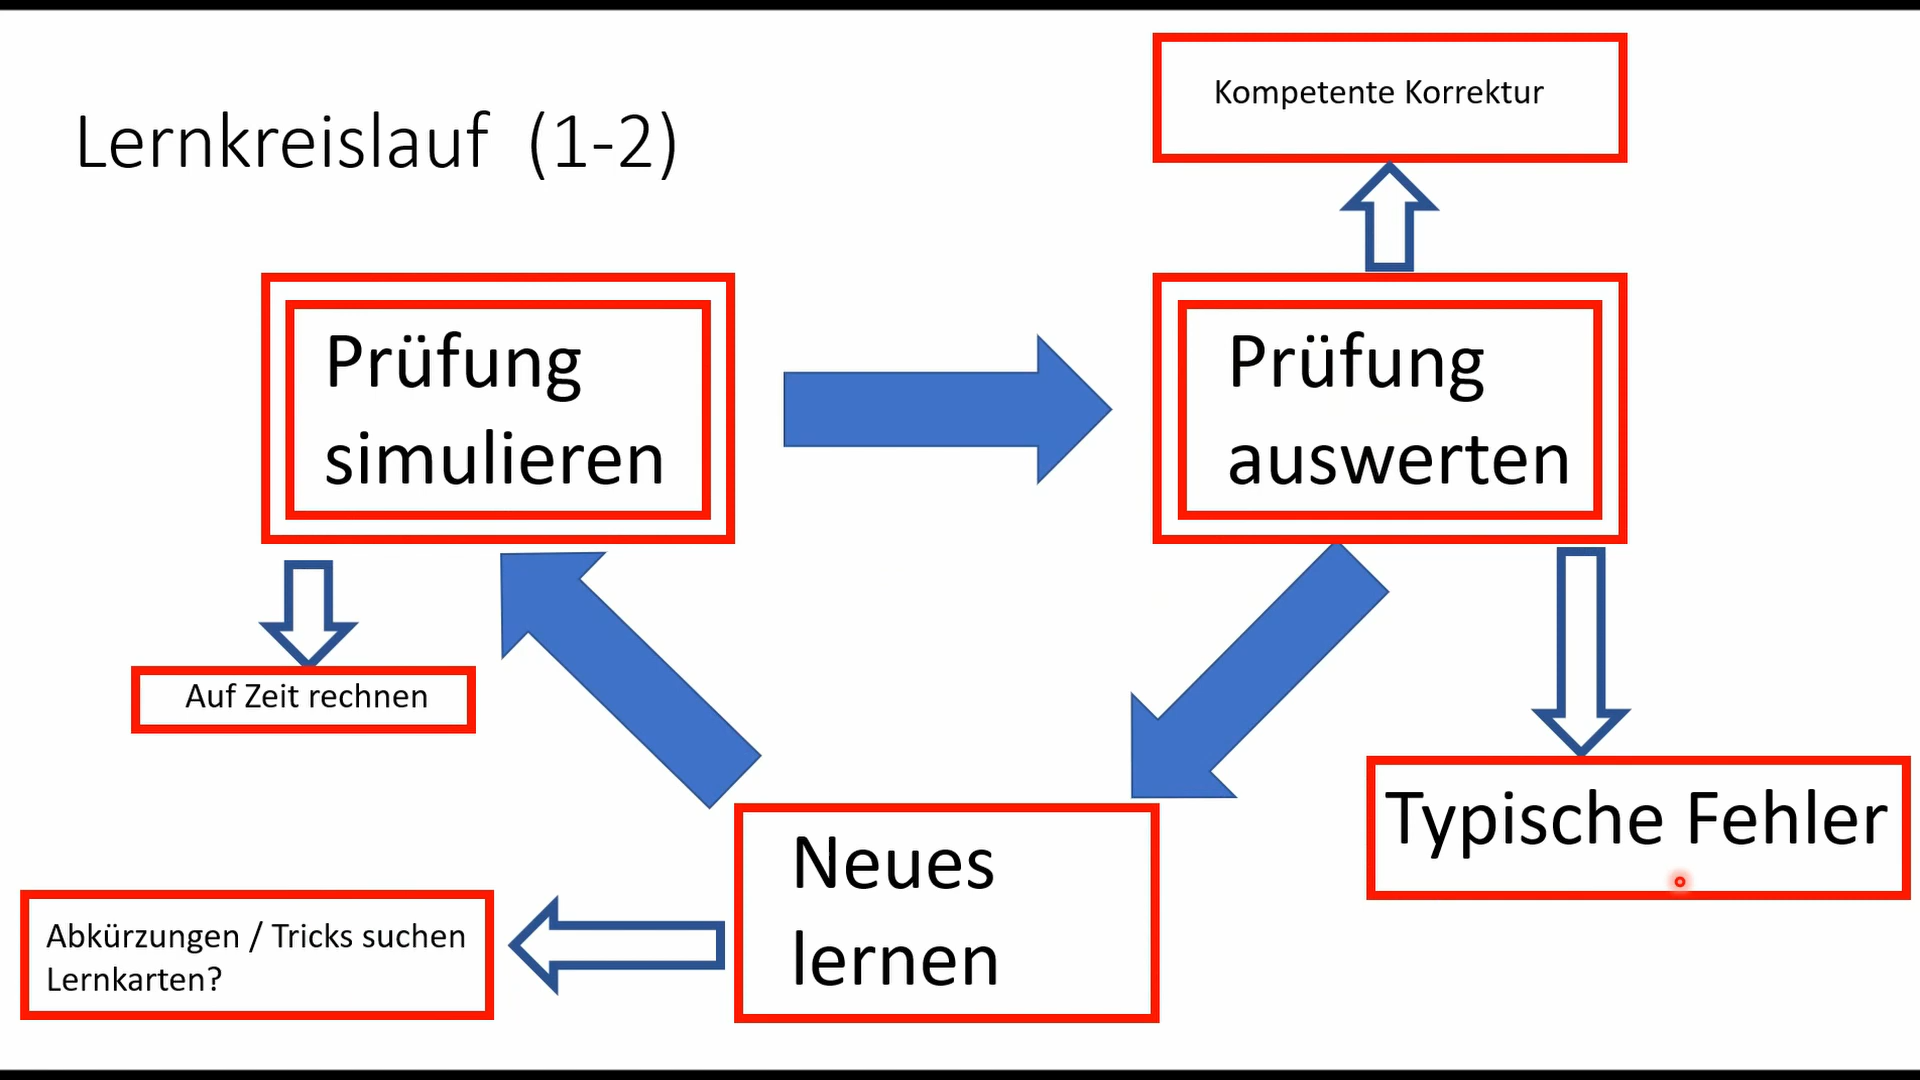 Kompetente Korrektur
Lernkreislauf (1-2)
Prüfung
simulieren
Prüfung
auswerten
Auf Zeit rechnen
Typische Fehler
Neues
lernen
Abkürzungen / Tricks suchen
Lernkarten?